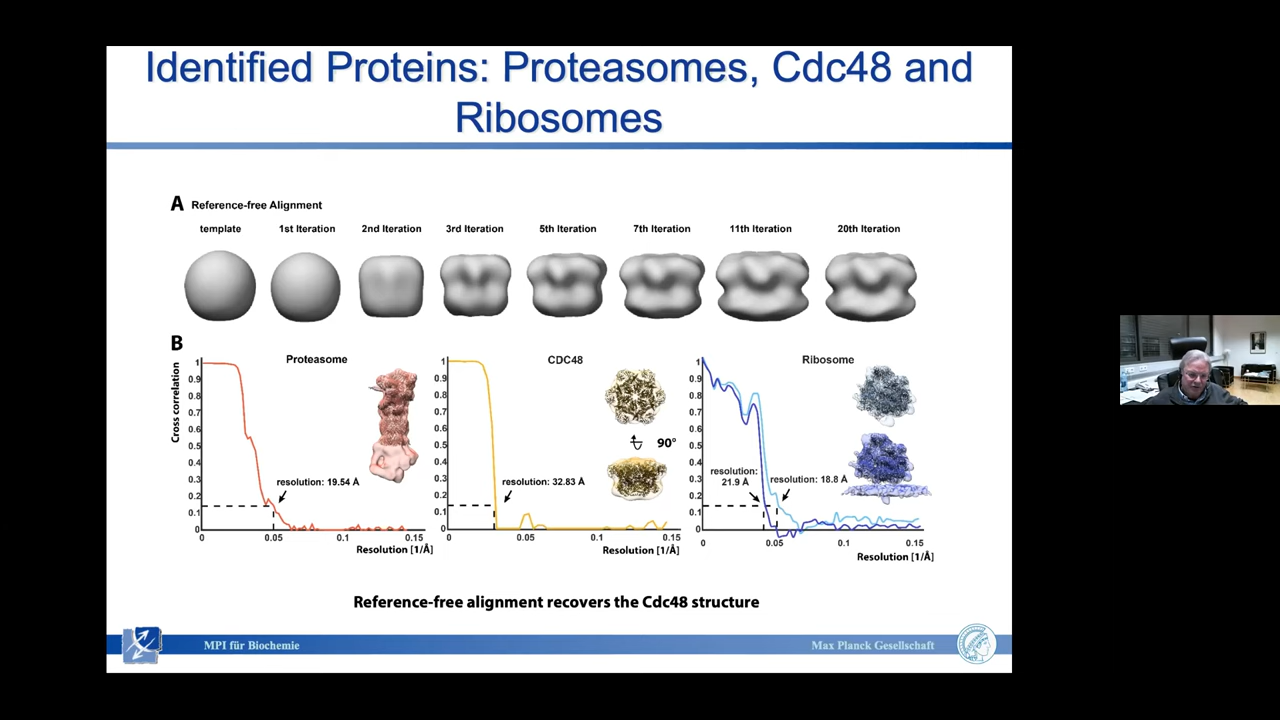 Identified Proteins: Proteasomes, Cdc48 and
Ribosomes
A Reference-free Alignment
template 1st Iteration 2nd Iteration 3rd Iteration 5th Iteration 7th Iteration 11th Iteration 20th Iteration
B
Proteasome
Cross correlation
1
0.9
0.8
0.7
0.6
0.5
0.4
0.3
0.2
0.1
0
resolution: 19.54 Å
0 0.05 0.1 0.15
Resolution [1/Å]
CDC48
1
0.9
0.8
0.7
0.6
0.5
0.4
0.3
0.2
0.1
0
90°
resolution: 32.83 Å
0 0.05 0.1 0.15
Resolution [1/Å]
Ribosome
1
0.9
0.8
0.7
0.6
0.5
0.4
0.3
0.2
0.1
0
resolution:
21.9 Å
resolution: 18.8 Å
0 0.05 0.1 0.15
Resolution [1/Å]
Reference-free alignment recovers the Cdc48 structure
MPI für Biochemie
Max Planck Gesellschaft